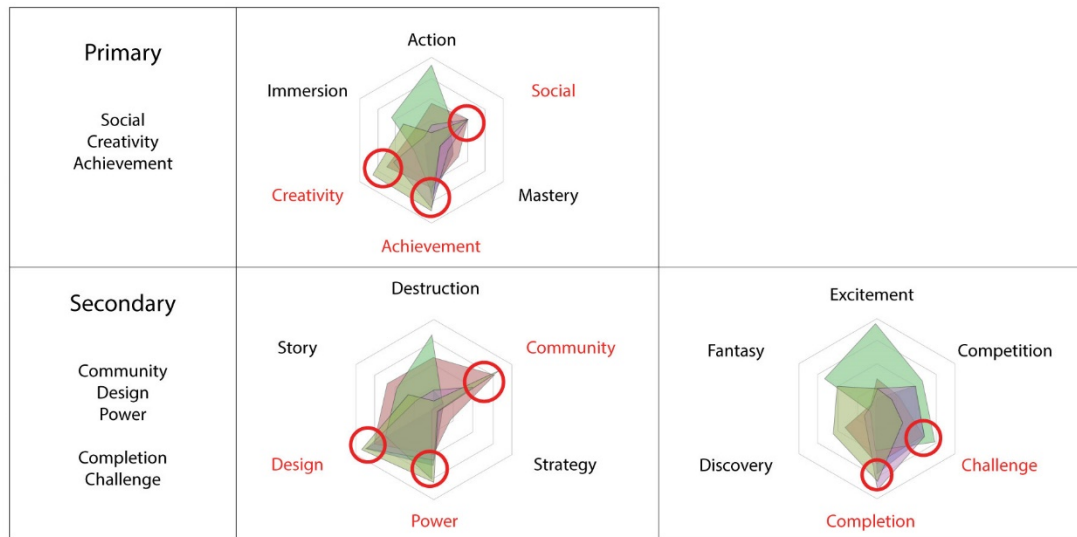 Primary
Social
Creativity
Achievement
Action
Immersion
Social
Creativity
Mastery
Achievement
Secondary
Community
Design
Power
Completion
Challenge
Destruction
Story
Community
Design
Strategy
Power
Excitement
Fantasy
Competition
Discovery
Challenge
Completion